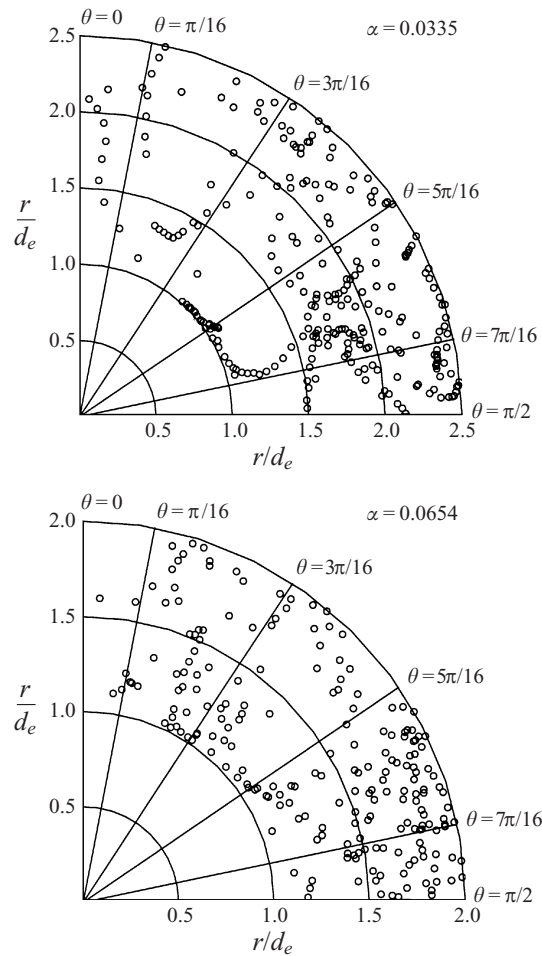 θ = 0
θ = π/16
α = 0.0335
2.5
θ = 3π/16
2.0
θ = 5π/16
1.5
r
d_e
1.0
0.5
θ = 7π/16
θ = π/2
0.5
1.0
1.5
2.0
2.5
r/d_e
θ = 0
θ = π/16
α = 0.0654
2.0
θ = 3π/16
1.5
θ = 5π/16
r
d_e
1.0
0.5
θ = 7π/16
θ = π/2
0.5
1.0
1.5
2.0
r/d_e